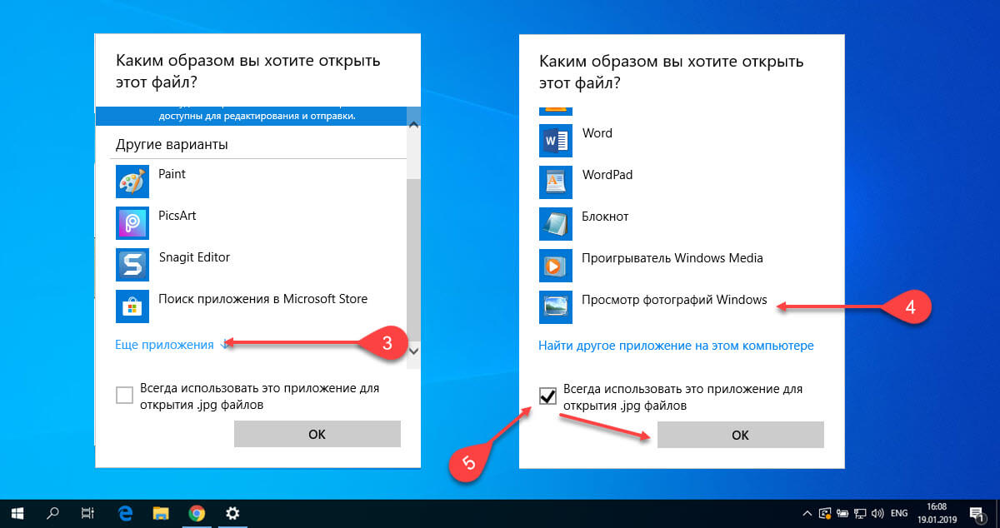 Каким образом вы хотите открыть
этот файл?
доступны для редактирования и отправки.
Другие варианты
Paint
PicsArt
Snagit Editor
Поиск приложения в Microsoft Store
Еще приложения
3
Всегда использовать это приложение для
открытия .jpg файлов
ОК
Каким образом вы хотите открыть
этот файл?
Word
WordPad
Блокнот
Проигрыватель Windows Media
Просмотр фотографий Windows
4
Найти другое приложение на этом компьютере
Всегда использовать это приложение для
открытия .jpg файлов
5
ОК
ENG
16:08
19.01.2019
1